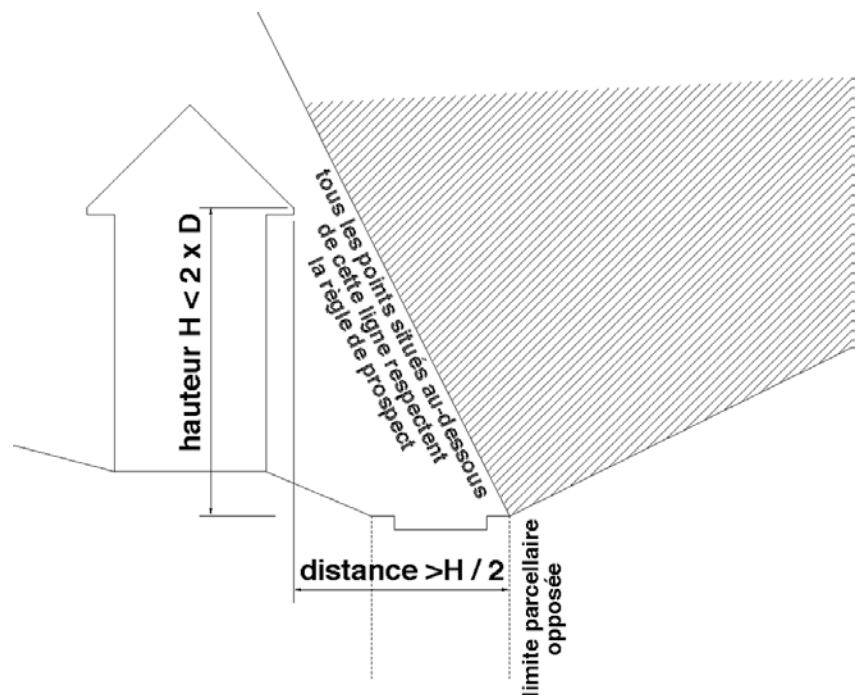 hauteur H < 2 x D
tous les points situés au-dessous
de cette ligne respectent
la règle de prospect
distance >H / 2
limite parcellaire
opposée